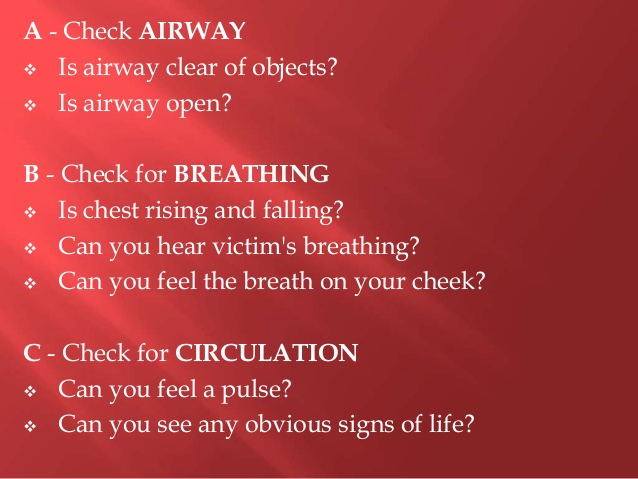 A - Check AIRWAY
❖ Is airway clear of objects?
❖ Is airway open?
B - Check for BREATHING
❖ Is chest rising and falling?
❖ Can you hear victim's breathing?
❖ Can you feel the breath on your cheek?
C - Check for CIRCULATION
❖ Can you feel a pulse?
❖ Can you see any obvious signs of life?